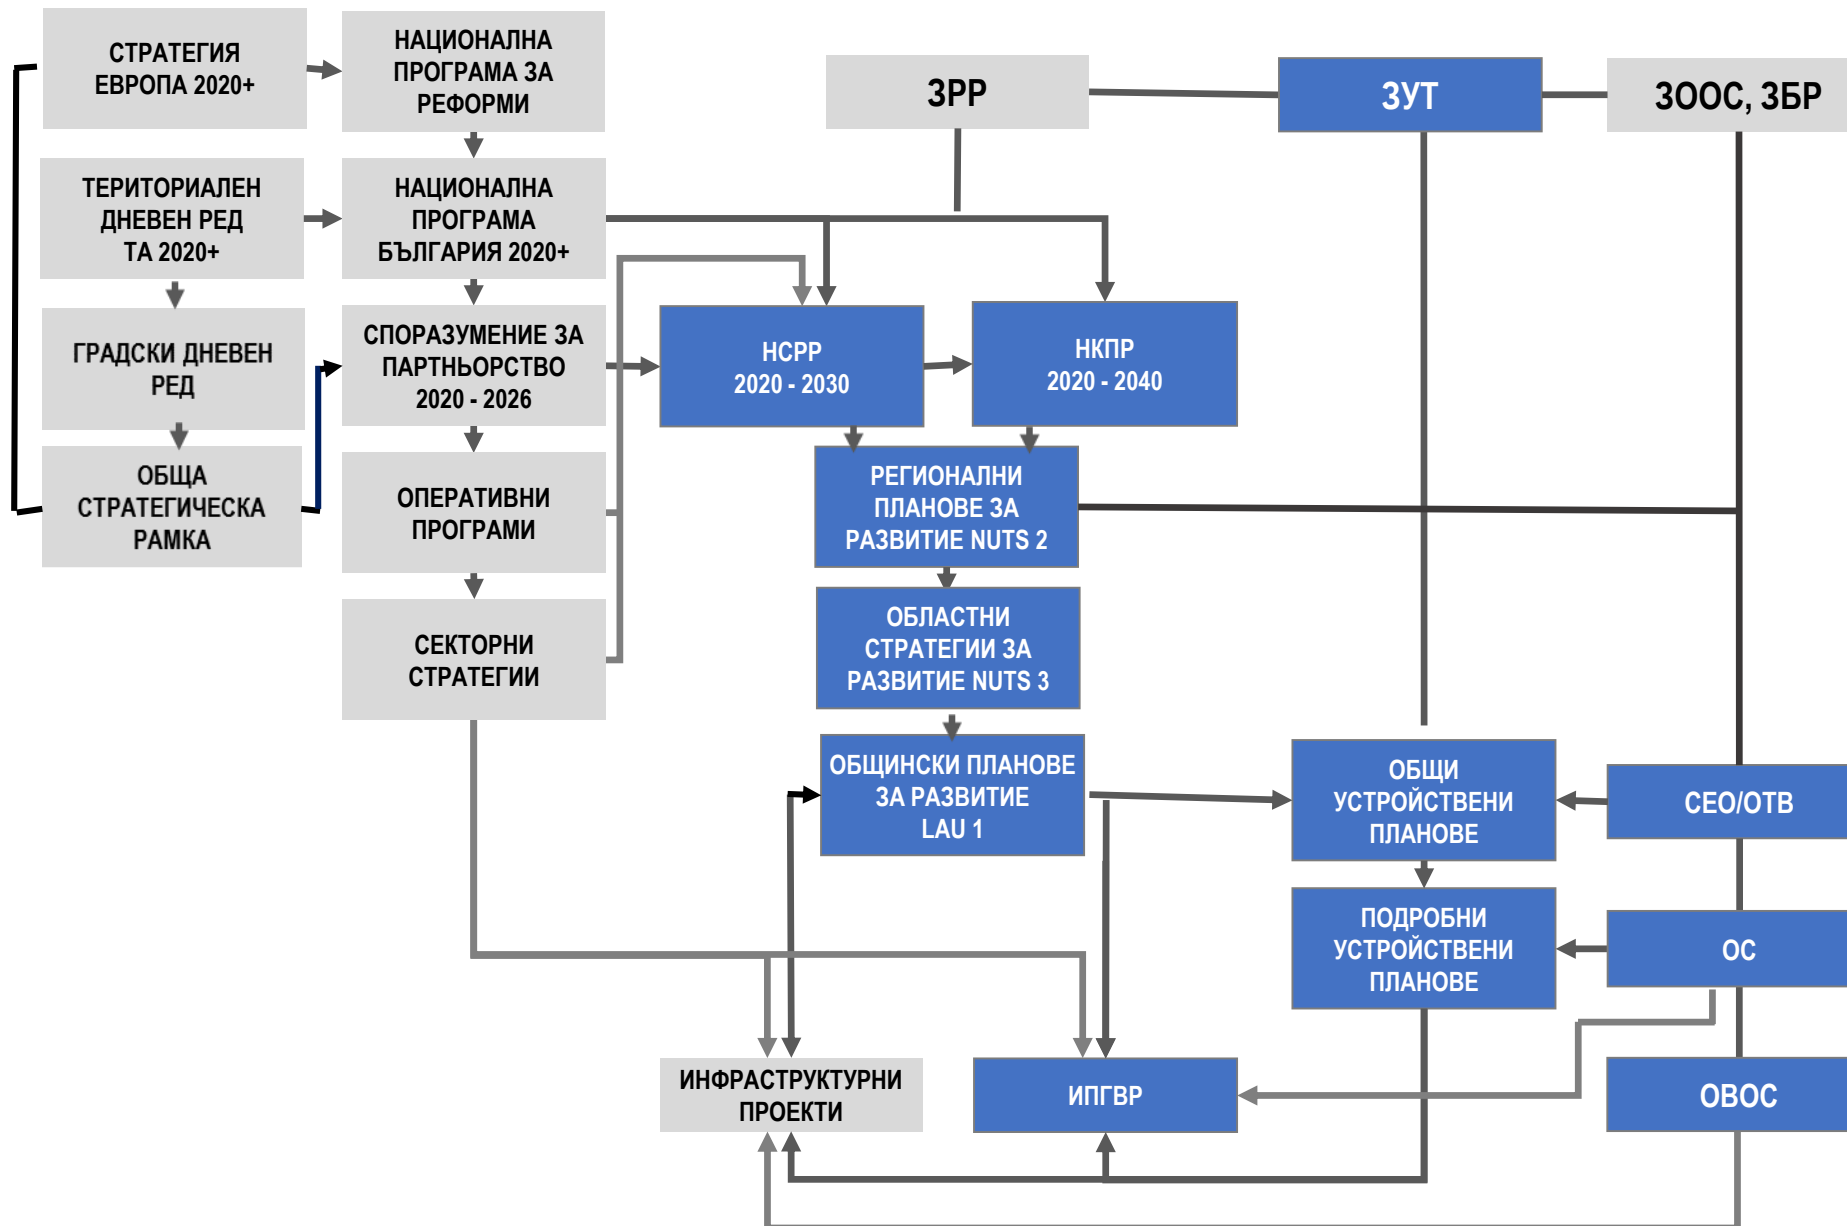 СТРАТЕГИЯ
ЕВРОПА 2020+
НАЦИОНАЛНА
ПРОГРАМА ЗА
РЕФОРМИ
ЗРР
ЗУТ
ЗООС, ЗБР
ТЕРИТОРИАЛЕН
ДНЕВЕН РЕД
ТА 2020+
НАЦИОНАЛНА
ПРОГРАМА
БЪЛГАРИЯ 2020+
ГРАДСКИ ДНЕВЕН
РЕД
СПОРАЗУМЕНИЕ ЗА
ПАРТНЬОРСТВО
2020 - 2026
НСРР
2020 - 2030
НКПР
2020 - 2040
ОБЩА
СТРАТЕГИЧЕСКА
РАМКА
ОПЕРАТИВНИ
ПРОГРАМИ
РЕГИОНАЛНИ
ПЛАНОВЕ ЗА
РАЗВИТИЕ NUTS 2
СЕКТОРНИ
СТРАТЕГИИ
ОБЛАСТНИ
СТРАТЕГИИ ЗА
РАЗВИТИЕ NUTS 3
ОБЩИНСКИ ПЛАНОВЕ
ЗА РАЗВИТИЕ
LAU 1
ОБЩИ
УСТРОЙСТВЕНИ
ПЛАНОВЕ
СЕО/ОТВ
ПОДРОБНИ
УСТРОЙСТВЕНИ
ПЛАНОВЕ
ОС
ИНФРАСТРУКТУРНИ
ПРОЕКТИ
ИПГВР
ОВОС